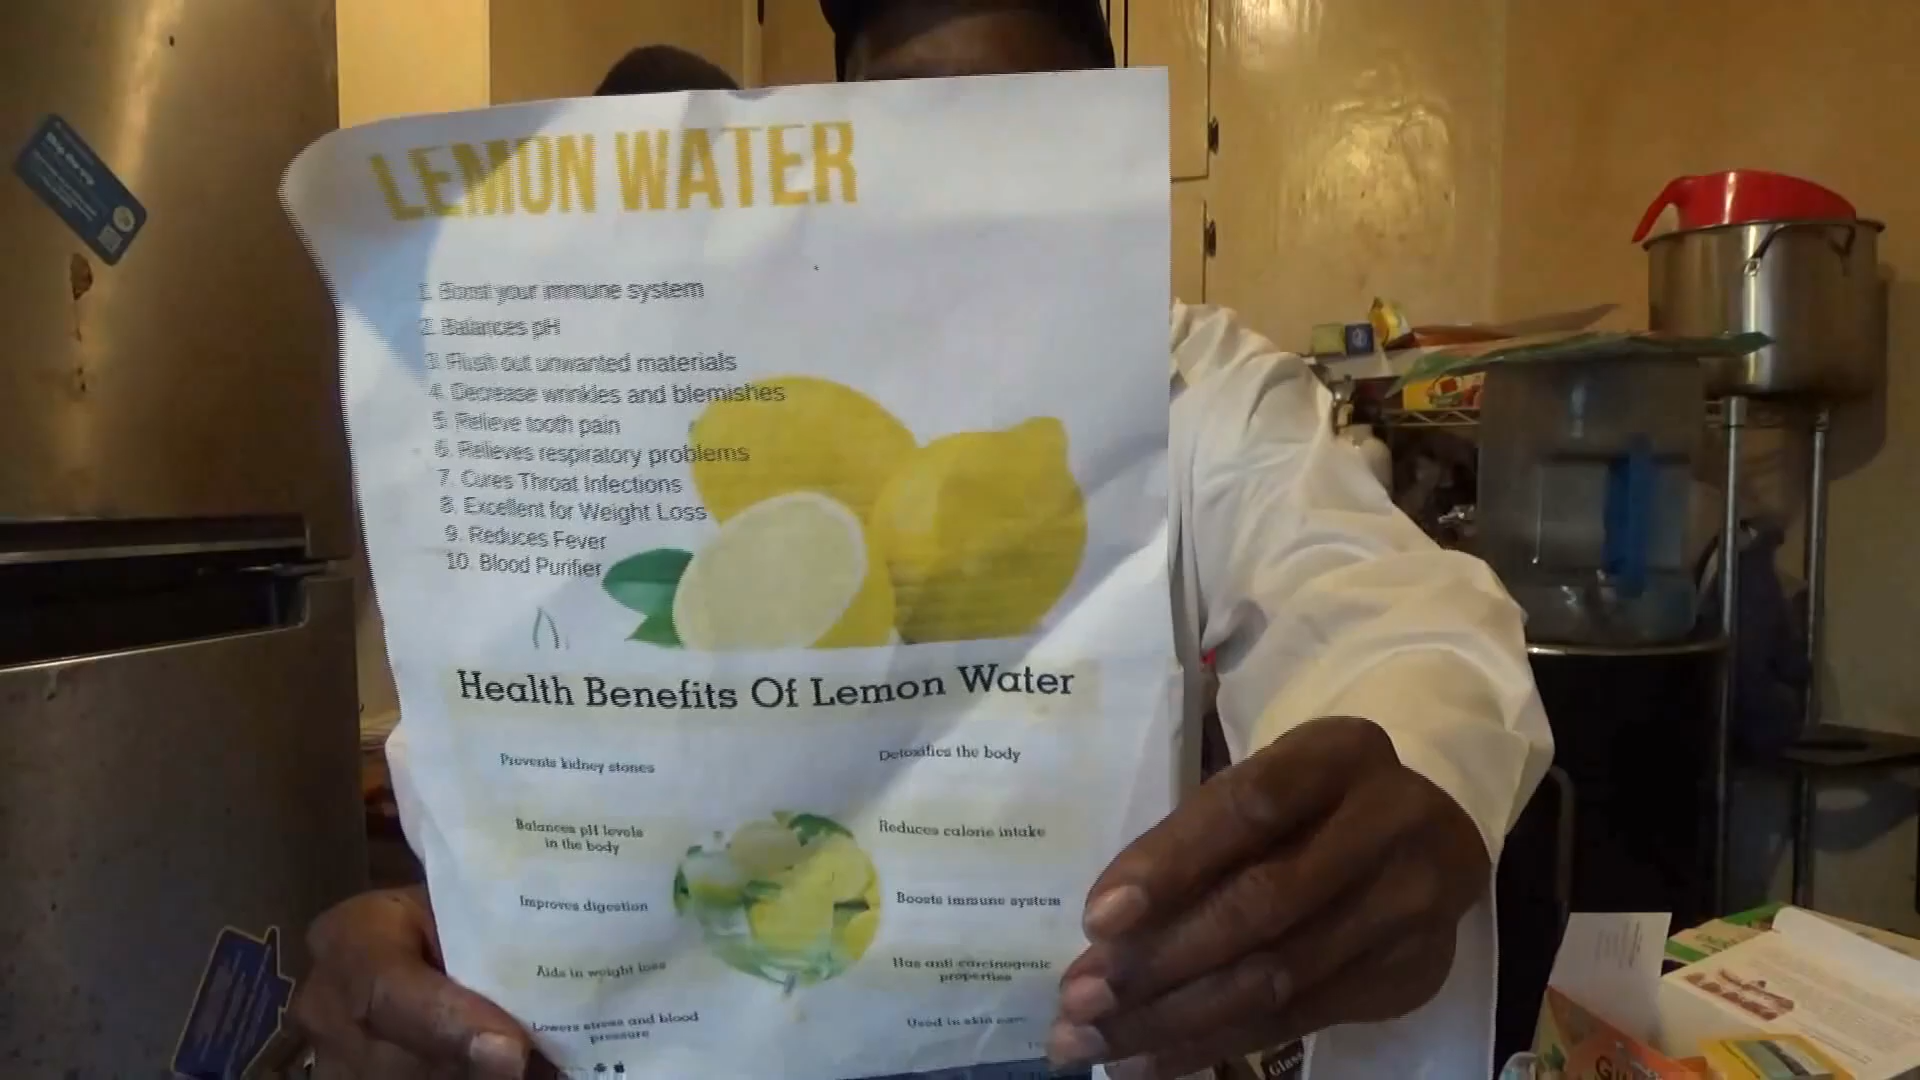 LEMON WATER
1. Boost your immune system
2. Balances pH
3. Flush out unwanted materials
4. Decrease wrinkles and blemishes
5. Relieve tooth pain
6. Relieves respiratory problems
7. Cures Throat Infections
8. Excellent for Weight Loss
9. Reduces Fever
10. Blood Purifier
Health Benefits Of Lemon Water
Prevents kidney stones
Detoxifies the body
Balances pH levels
in the body
Reduces calorie intake
Improves digestion
Boosts immune system
Aids in weight loss
Has anti carcinogenic
properties
Lowers stress and blood
pressure
Used in skin care